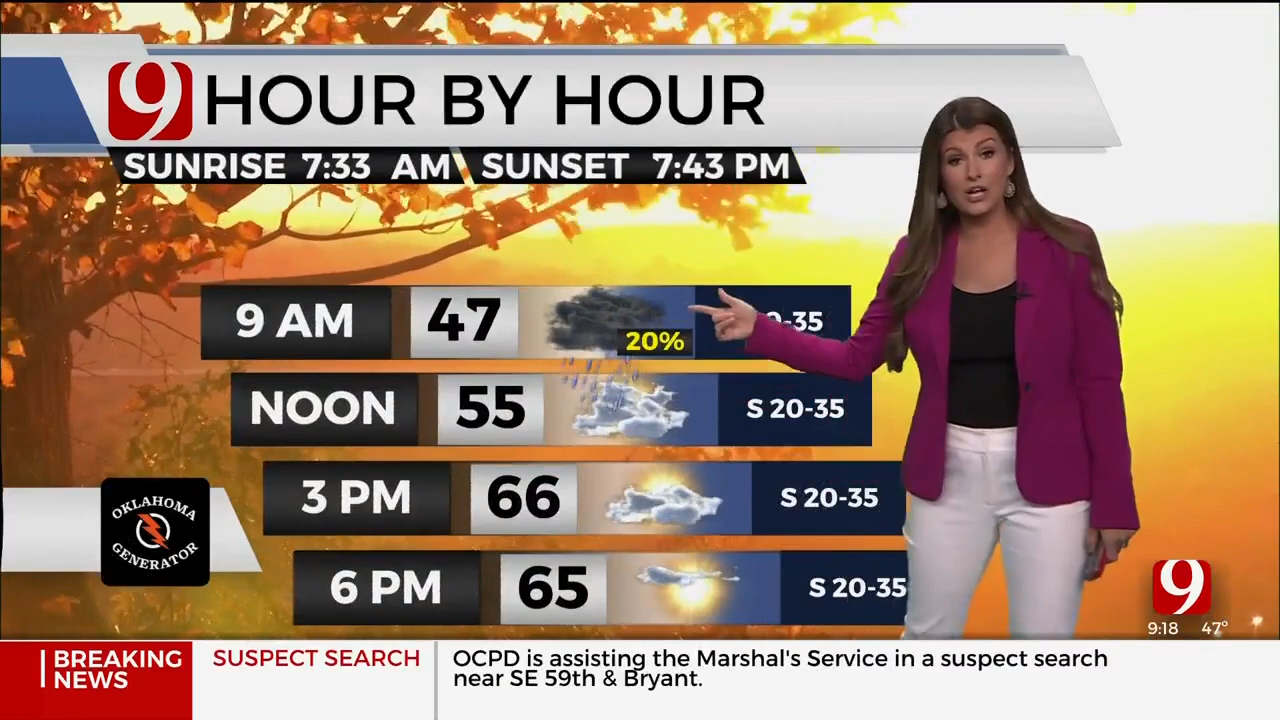 9 HOUR BY HOUR
SUNRISE 7:33 AM SUNSET 7:43 PM
9 AM 47 20% -35
NOON 55 S 20-35
3 PM 66 S 20-35
6 PM 65 S 20-35
OKLAHOMA
GENERATOR
9
9:18 47°
BREAKING
NEWS
SUSPECT SEARCH
OCPD is assisting the Marshal's Service in a suspect search
near SE 59th & Bryant.